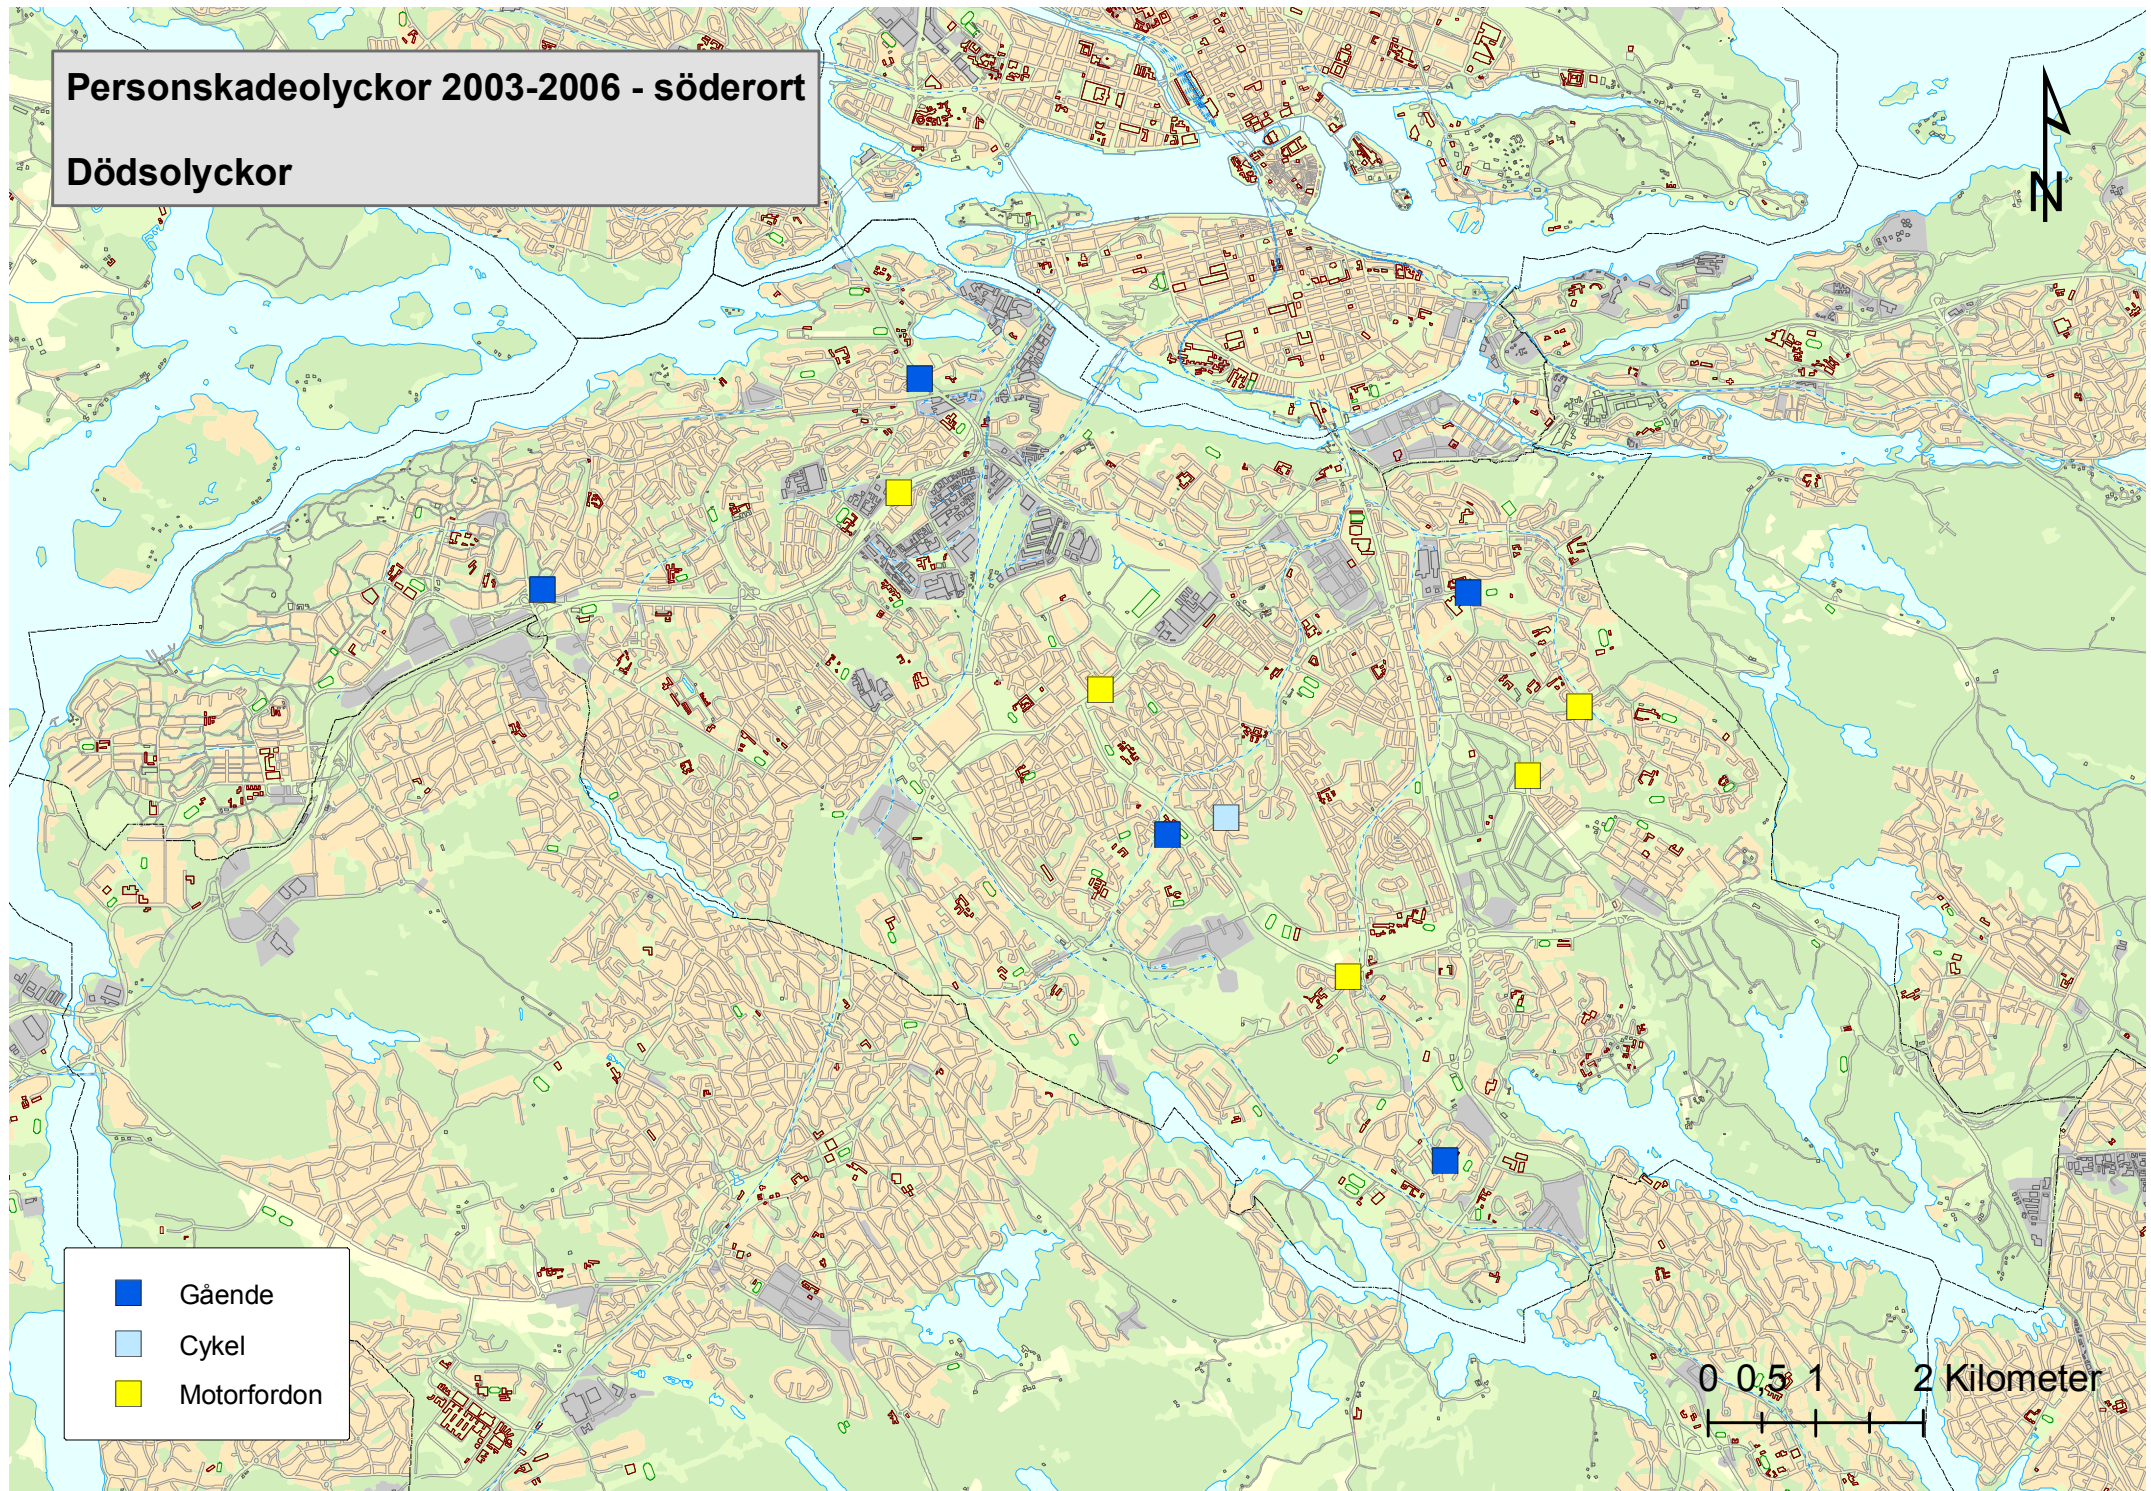 Personskadeolyckor 2003-2006 - söderort
Dödsolyckor
N
Gående
Cykel
Motorfordon
0 0,5 1 2 Kilometer